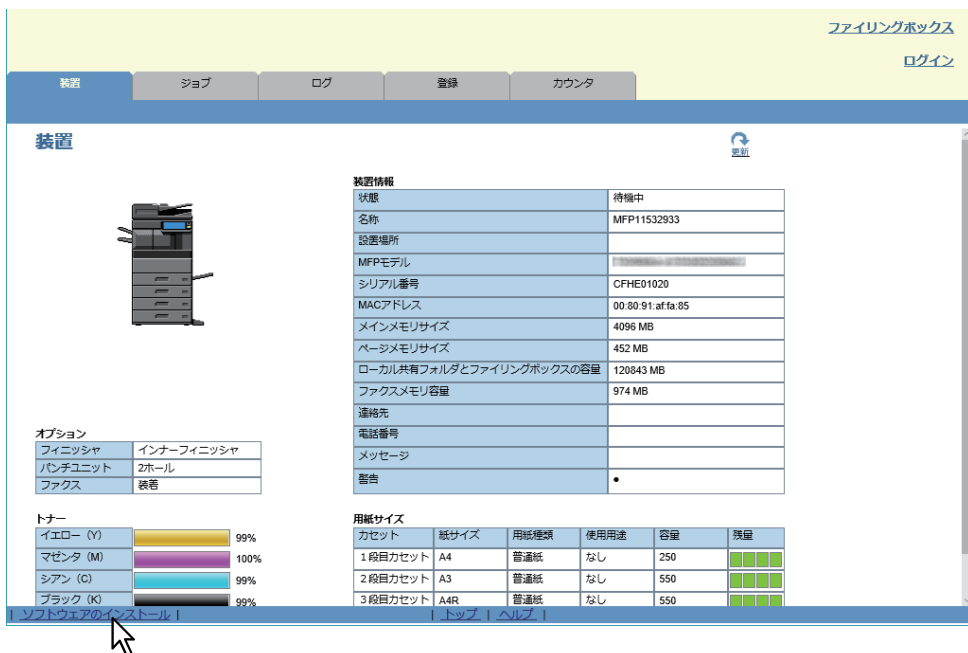 ファイリングボックス
ログイン
装置 ジョブ ログ 登録 カウンタ
装置
更新
装置情報
状態 待機中
名称 MFP11532933
設置場所
MFPモデル
シリアル番号 CFHE01020
MACアドレス 00:80:91:af:fa:85
メインメモリサイズ 4096 MB
ページメモリサイズ 452 MB
ローカル共有フォルダとファイリングボックスの容量 120843 MB
ファクスメモリ容量 974 MB
連絡先
電話番号
メッセージ
警告 ●
オプション
フィニッシャ インナーフィニッシャ
パンチユニット 2ホール
ファクス 装着
トナー
イエロー (Y) 99%
マゼンタ (M) 100%
シアン (C) 99%
ブラック (K) 99%
用紙サイズ
カセット 紙サイズ 用紙種類 使用用途 容量 残量
1段目カセット A4 普通紙 なし 250
2段目カセット A3 普通紙 なし 550
3段目カセット A4R 普通紙 なし 550
| ソフトウェアのインストール | | トップ | ヘルプ |